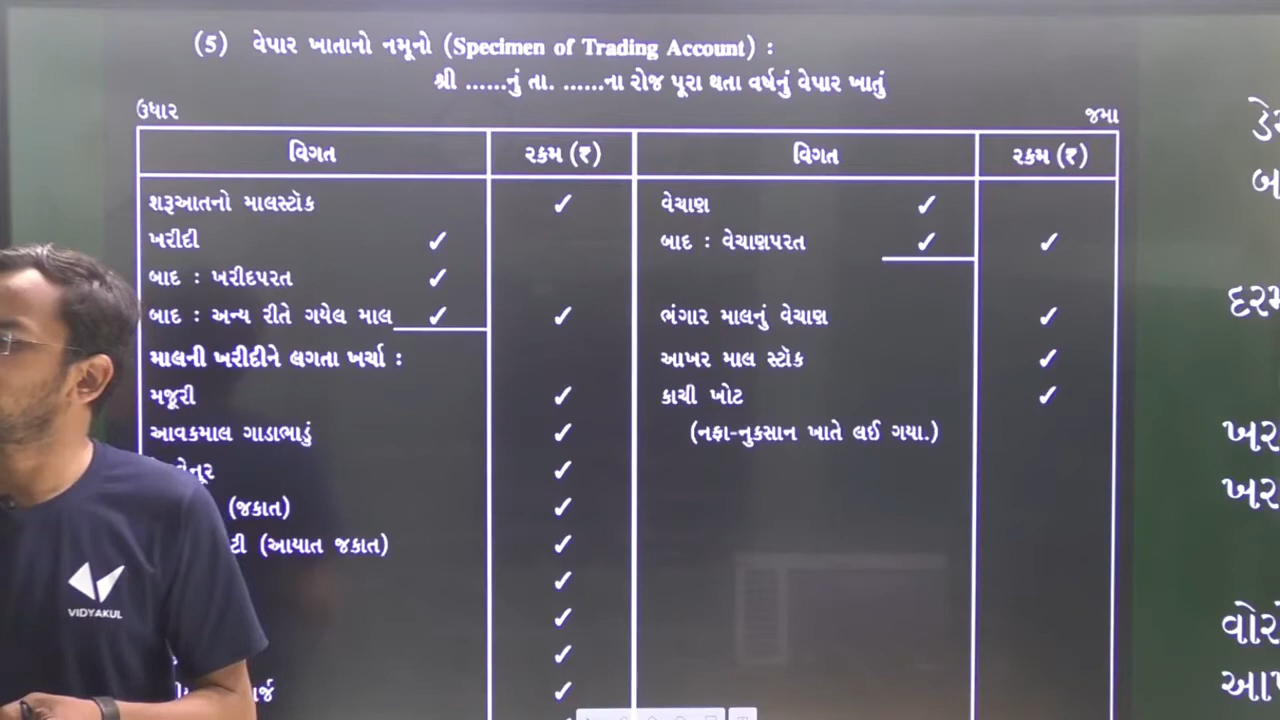 (5) વેપાર ખાતાનો નમૂનો (Specimen of Trading Account) :
શ્રી ......નું તા. ......ના રોજ પૂરા થતા વર્ષનું વેપાર ખાતું
ઉધાર જમા
વિગત રકમ (₹) વિગત રકમ (₹)
શરૂઆતનો માલસ્ટૉક ✓ વેચાણ ✓
ખરીદી ✓ બાદ : વેચાણપરત ✓ ✓
બાદ : ખરીદપરત ✓
બાદ : અન્ય રીતે ગયેલ માલ ✓ ✓ ભંગાર માલનું વેચાણ ✓
માલની ખરીદીને લગતા ખર્ચા : આખર માલ સ્ટૉક ✓
મજૂરી ✓ કાચી ખોટ ✓
આવકમાલ ગાડાભાડું ✓ (નફા-નુકસાન ખાતે લઈ ગયા.)
✓
(જકાત) ✓
(આયાત જકાત) ✓
✓
✓
✓
✓
VIDYAKUL